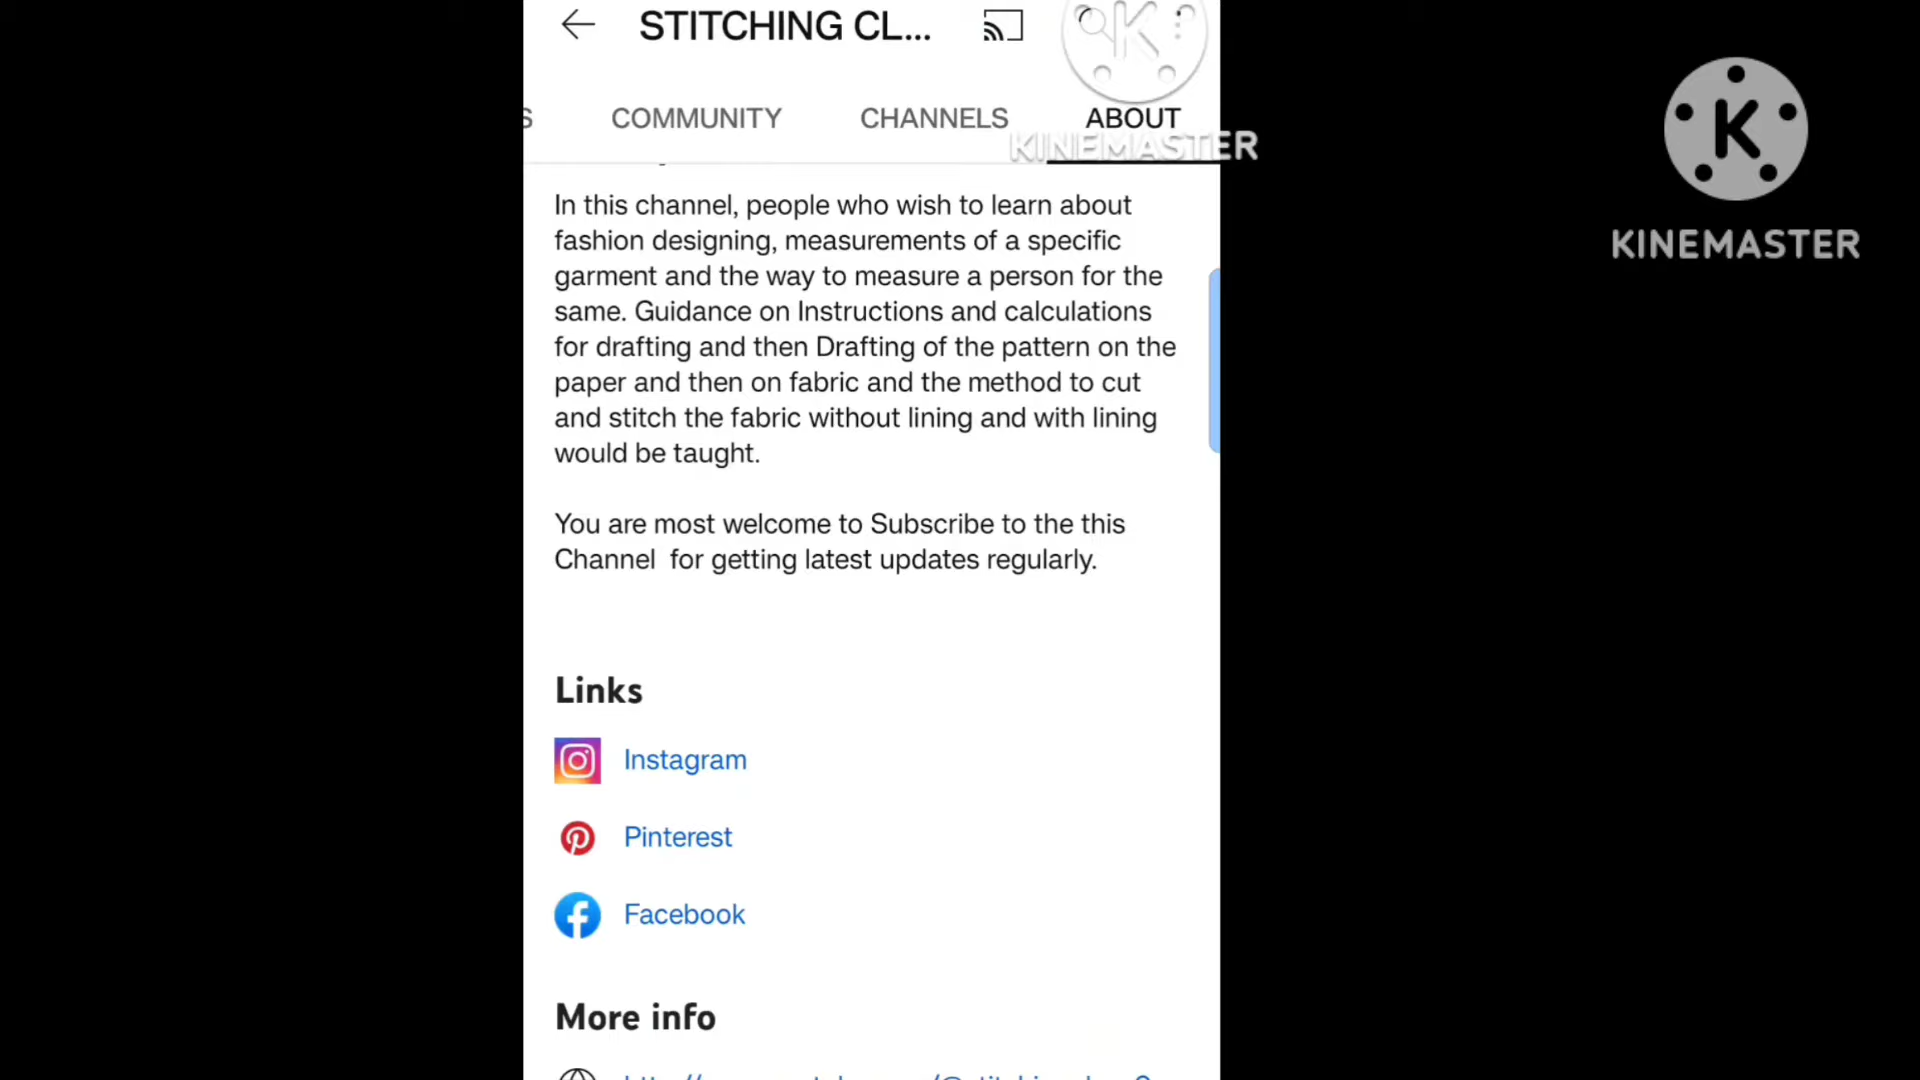 STITCHING CL...
COMMUNITY CHANNELS ABOUT
KINEMASTER
KINEMASTER
In this channel, people who wish to learn about
fashion designing, measurements of a specific
garment and the way to measure a person for the
same. Guidance on Instructions and calculations
for drafting and then Drafting of the pattern on the
paper and then on fabric and the method to cut
and stitch the fabric without lining and with lining
would be taught.
You are most welcome to Subscribe to the this
Channel  for getting latest updates regularly.
Links
Instagram
Pinterest
Facebook
More info